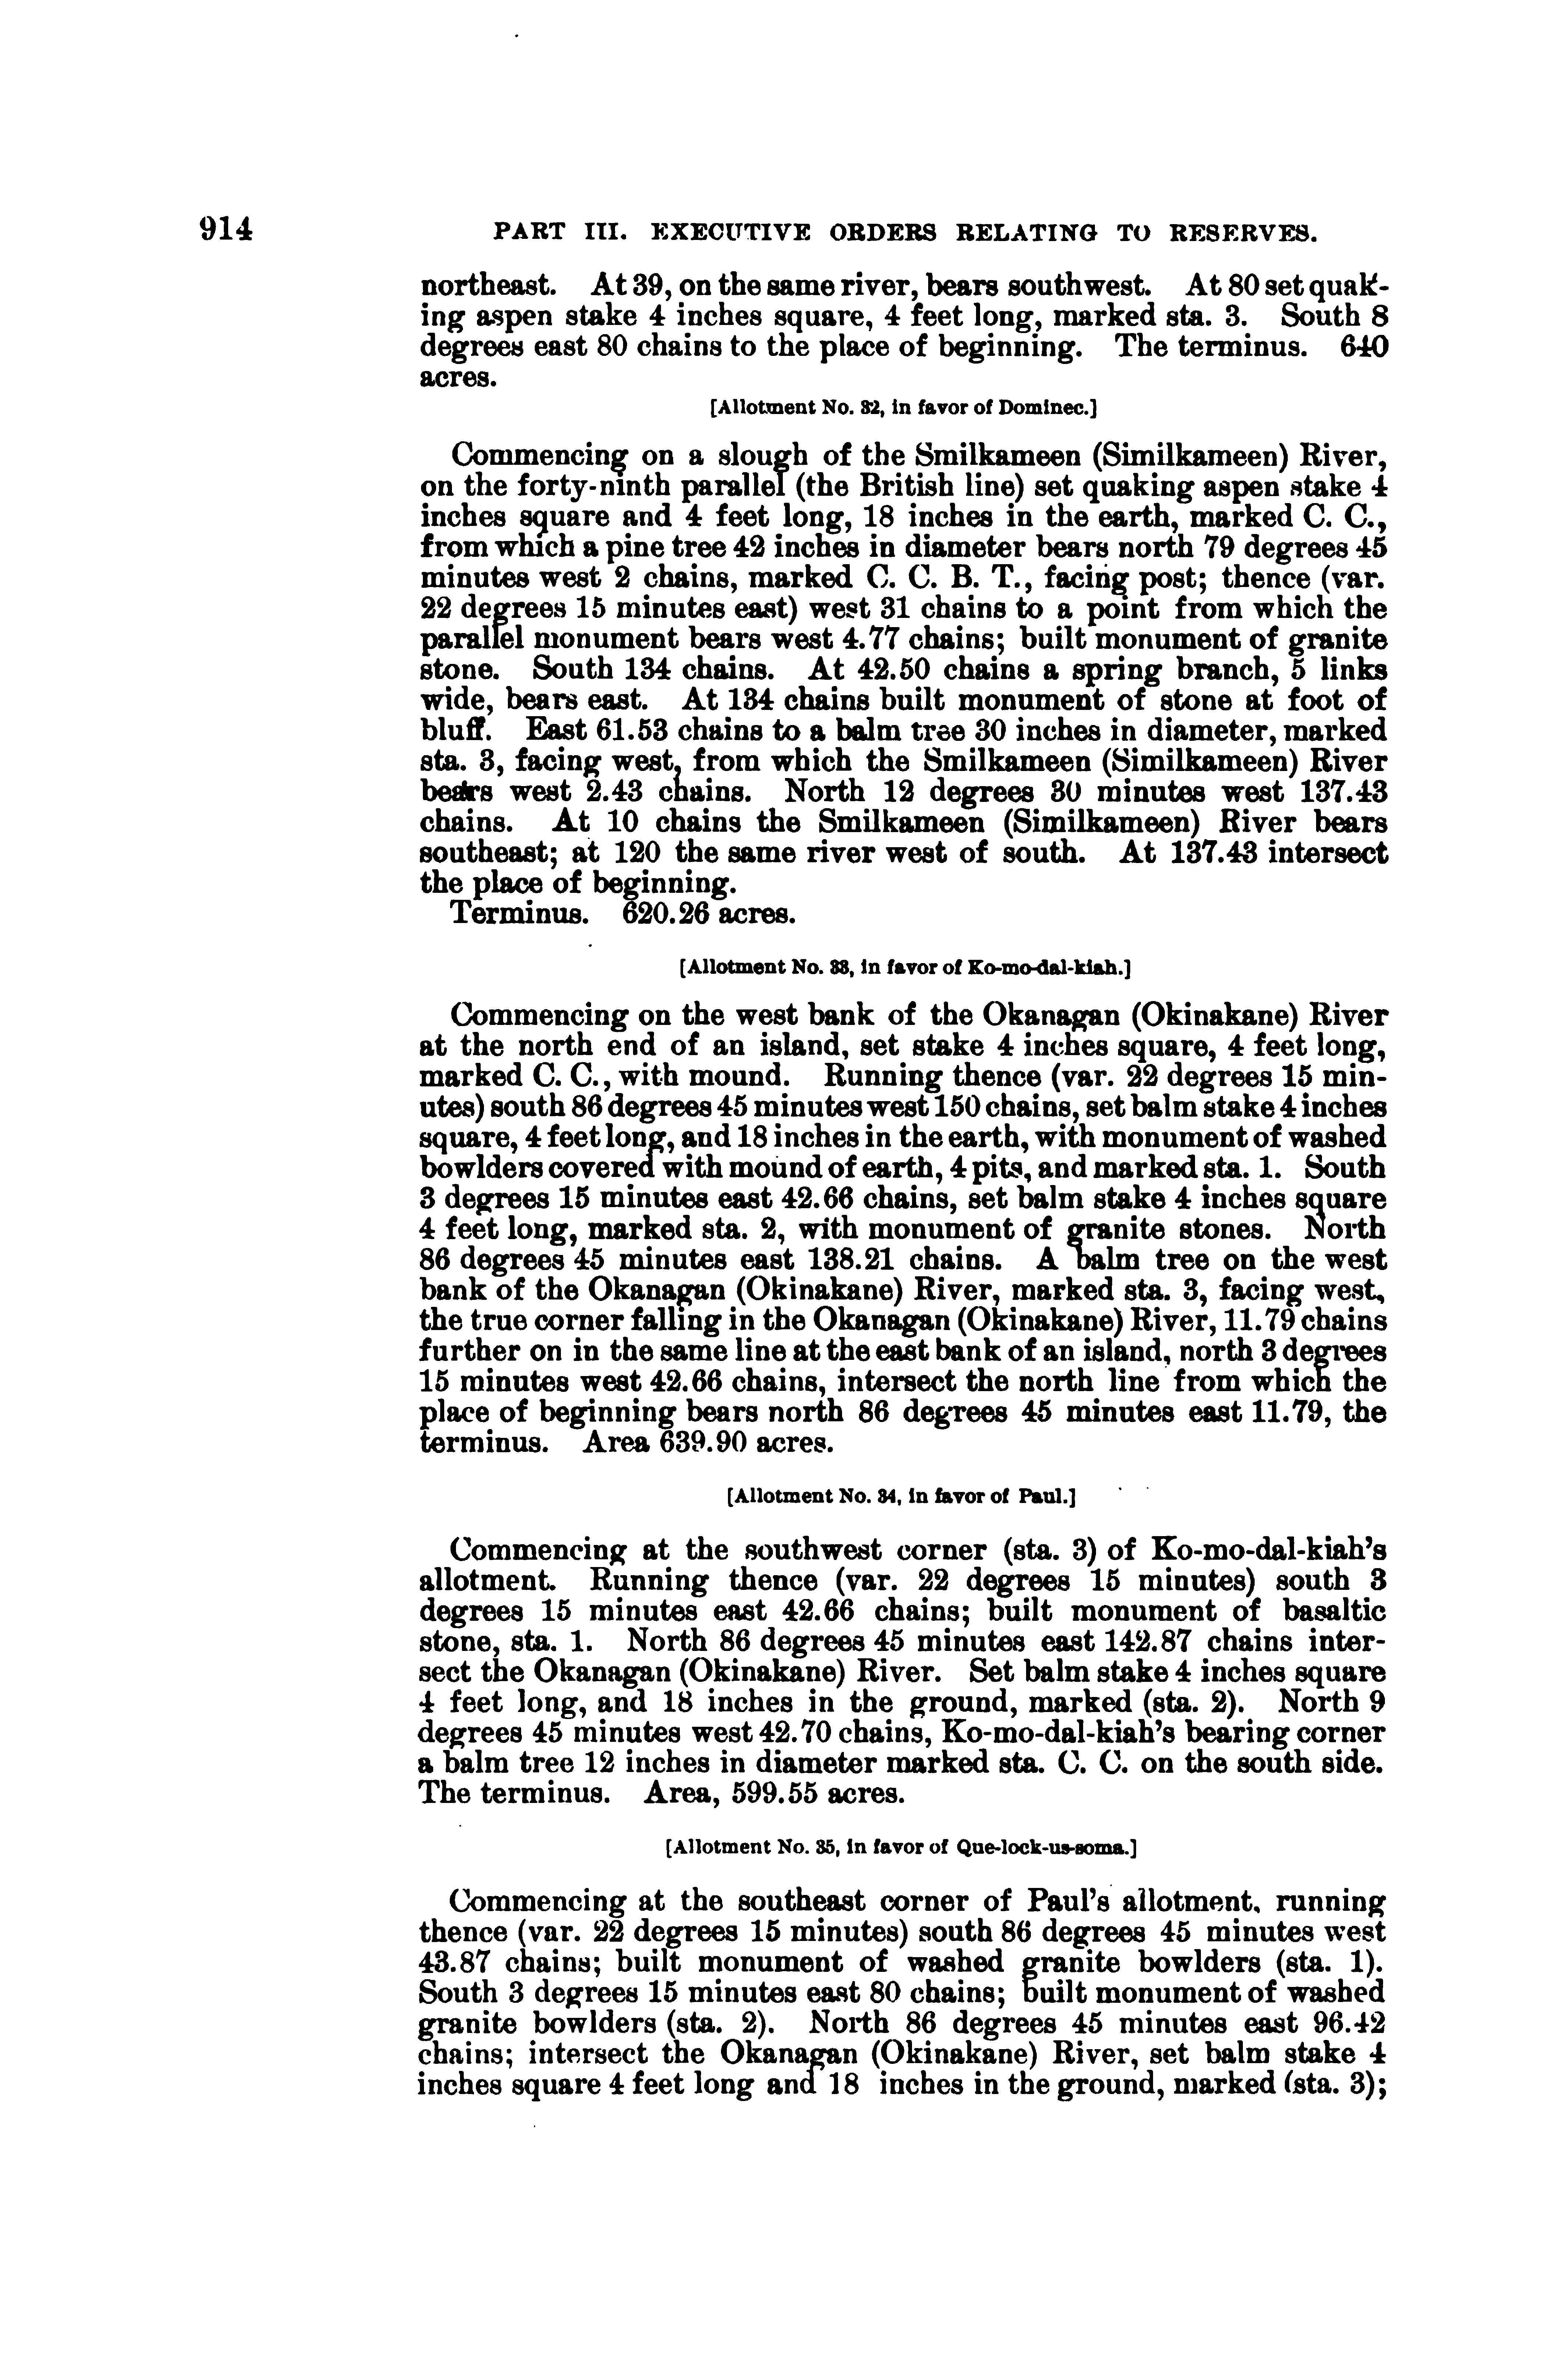 914 PART III. EXECUTIVE ORDERS RELATING TO RESERVES.
northeast. At 39, on the same river, bears southwest. At 80 set quak-
ing aspen stake 4 inches square, 4 feet long, marked sta. 3. South 8
degrees east 80 chains to the place of beginning. The terminus. 640
acres.
[Allotment No. 32, in favor of Dominec.]
Commencing on a slough of the Smilkameen (Similkameen) River,
on the forty-ninth parallel (the British line) set quaking aspen stake 4
inches square and 4 feet long, 18 inches in the earth, marked C. C.,
from which a pine tree 42 inches in diameter bears north 79 degrees 45
minutes west 2 chains, marked C. C. B. T., facing post; thence (var.
22 degrees 15 minutes east) west 31 chains to a point from which the
parallel monument bears west 4.77 chains; built monument of granite
stone. South 134 chains. At 42.50 chains a spring branch, 5 links
wide, bears east. At 134 chains built monument of stone at foot of
bluff. East 61.53 chains to a balm tree 30 inches in diameter, marked
sta. 3, facing west, from which the Smilkameen (Similkameen) River
bears west 2.43 chains. North 12 degrees 30 minutes west 137.43
chains. At 10 chains the Smilkameen (Similkameen) River bears
southeast; at 120 the same river west of south. At 137.43 intersect
the place of beginning.
Terminus. 620.26 acres.
[Allotment No. 33, in favor of Ko-mo-dal-kiah.]
Commencing on the west bank of the Okanagan (Okinakane) River
at the north end of an island, set stake 4 inches square, 4 feet long,
marked C. C., with mound. Running thence (var. 22 degrees 15 min-
utes) south 86 degrees 45 minutes west 150 chains, set balm stake 4 inches
square, 4 feet long, and 18 inches in the earth, with monument of washed
bowlders covered with mound of earth, 4 pits, and marked sta. 1. South
3 degrees 15 minutes east 42.66 chains, set balm stake 4 inches square
4 feet long, marked sta. 2, with monument of granite stones. North
86 degrees 45 minutes east 138.21 chains. A balm tree on the west
bank of the Okanagan (Okinakane) River, marked sta. 3, facing west,
the true corner falling in the Okanagan (Okinakane) River, 11.79 chains
further on in the same line at the east bank of an island, north 3 degrees
15 minutes west 42.66 chains, intersect the north line from which the
place of beginning bears north 86 degrees 45 minutes east 11.79, the
terminus. Area 639.90 acres.
[Allotment No. 34, in favor of Paul.]
Commencing at the southwest corner (sta. 3) of Ko-mo-dal-kiah's
allotment. Running thence (var. 22 degrees 15 minutes) south 3
degrees 15 minutes east 42.66 chains; built monument of basaltic
stone, sta. 1. North 86 degrees 45 minutes east 142.87 chains inter-
sect the Okanagan (Okinakane) River. Set balm stake 4 inches square
4 feet long, and 18 inches in the ground, marked (sta. 2). North 9
degrees 45 minutes west 42.70 chains, Ko-mo-dal-kiah's bearing corner
a balm tree 12 inches in diameter marked sta. C. C. on the south side.
The terminus. Area, 599.55 acres.
[Allotment No. 35, in favor of Que-lock-us-soma.]
Commencing at the southeast corner of Paul's allotment, running
thence (var. 22 degrees 15 minutes) south 86 degrees 45 minutes west
43.87 chains; built monument of washed granite bowlders (sta. 1).
South 3 degrees 15 minutes east 80 chains; built monument of washed
granite bowlders (sta. 2). North 86 degrees 45 minutes east 96.42
chains; intersect the Okanagan (Okinakane) River, set balm stake 4
inches square 4 feet long and 18 inches in the ground, marked (sta. 3);